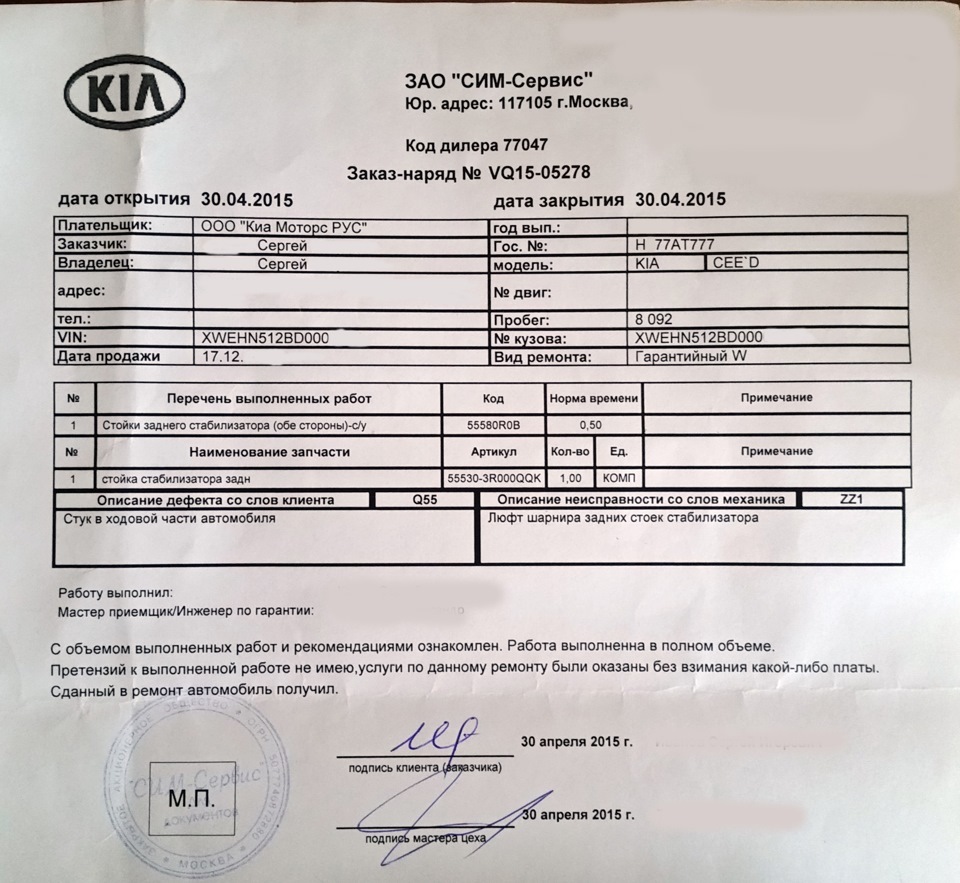 KIA
ЗАО "СИМ-Сервис"
Юр. адрес: 117105 г.Москва,
Код дилера 77047
Заказ-наряд № VQ15-05278
дата открытия 30.04.2015 дата закрытия 30.04.2015
Плательщик: ООО "Киа Моторс РУС" год вып.:
Заказчик: Сергей Гос. №: Н 77АТ777
Владелец: Сергей модель: KIA CEE`D
адрес: № двиг:
тел.: Пробег: 8 092
VIN: XWEHN512BD000 № кузова: XWEHN512BD000
Дата продажи 17.12. Вид ремонта: Гарантийный W
№ Перечень выполненных работ Код Норма времени Примечание
1 Стойки заднего стабилизатора (обе стороны)-с/у 55580R0B 0,50
№ Наименование запчасти Артикул Кол-во Ед. Примечание
1 стойка стабилизатора задн 55530-3R000QQK 1,00 КОМП
Описание дефекта со слов клиента Q55 Описание неисправности со слов механика ZZ1
Стук в ходовой части автомобиля Люфт шарнира задних стоек стабилизатора
Работу выполнил:
Мастер приемщик/Инженер по гарантии:
С объемом выполненных работ и рекомендациями ознакомлен. Работа выполненна в полном объеме.
Претензий к выполненной работе не имею,услуги по данному ремонту были оказаны без взимания какой-либо платы.
Сданный в ремонт автомобиль получил.
30 апреля 2015 г.
подпись клиента (заказчика)
30 апреля 2015 г.
подпись мастера цеха
М.П.
ЗАКРЫТОЕ АКЦИОНЕРНОЕ ОБЩЕСТВО
СИМ-Сервис
документов
МОСКВА